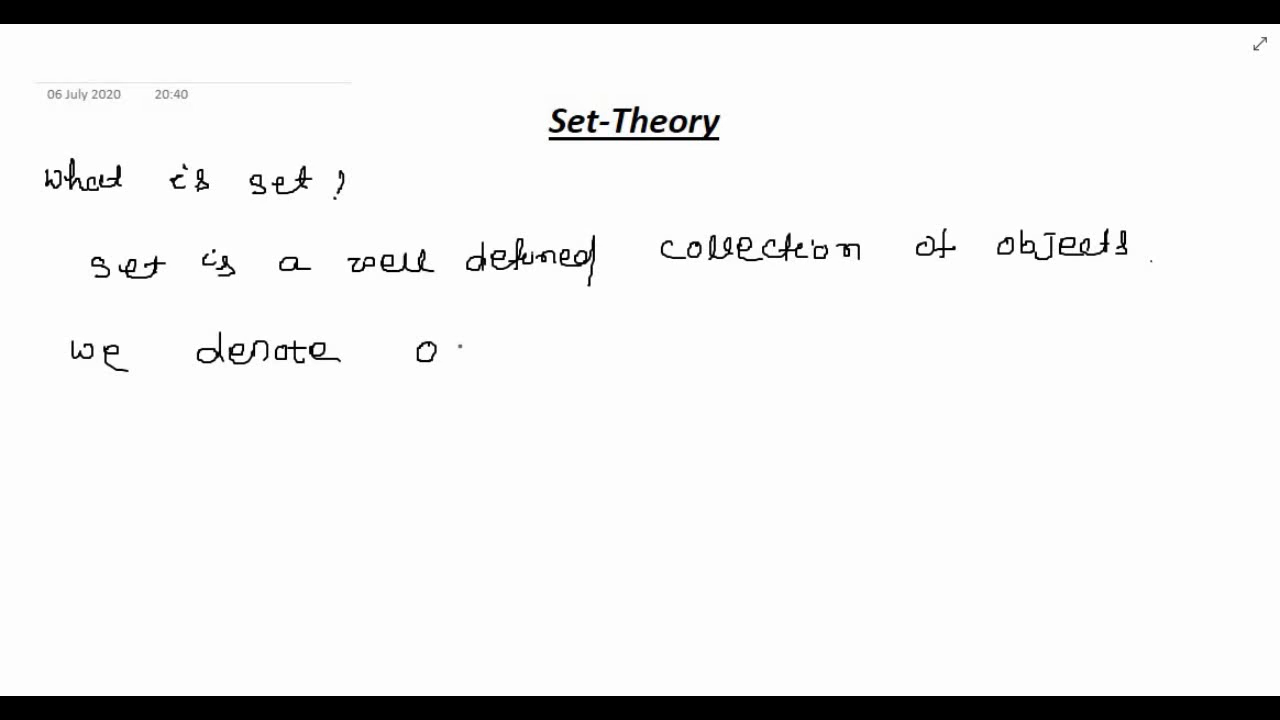 06 July 2020 20:40
Set-Theory
what is set ?
set is a well defined collection of objects.
we denote o